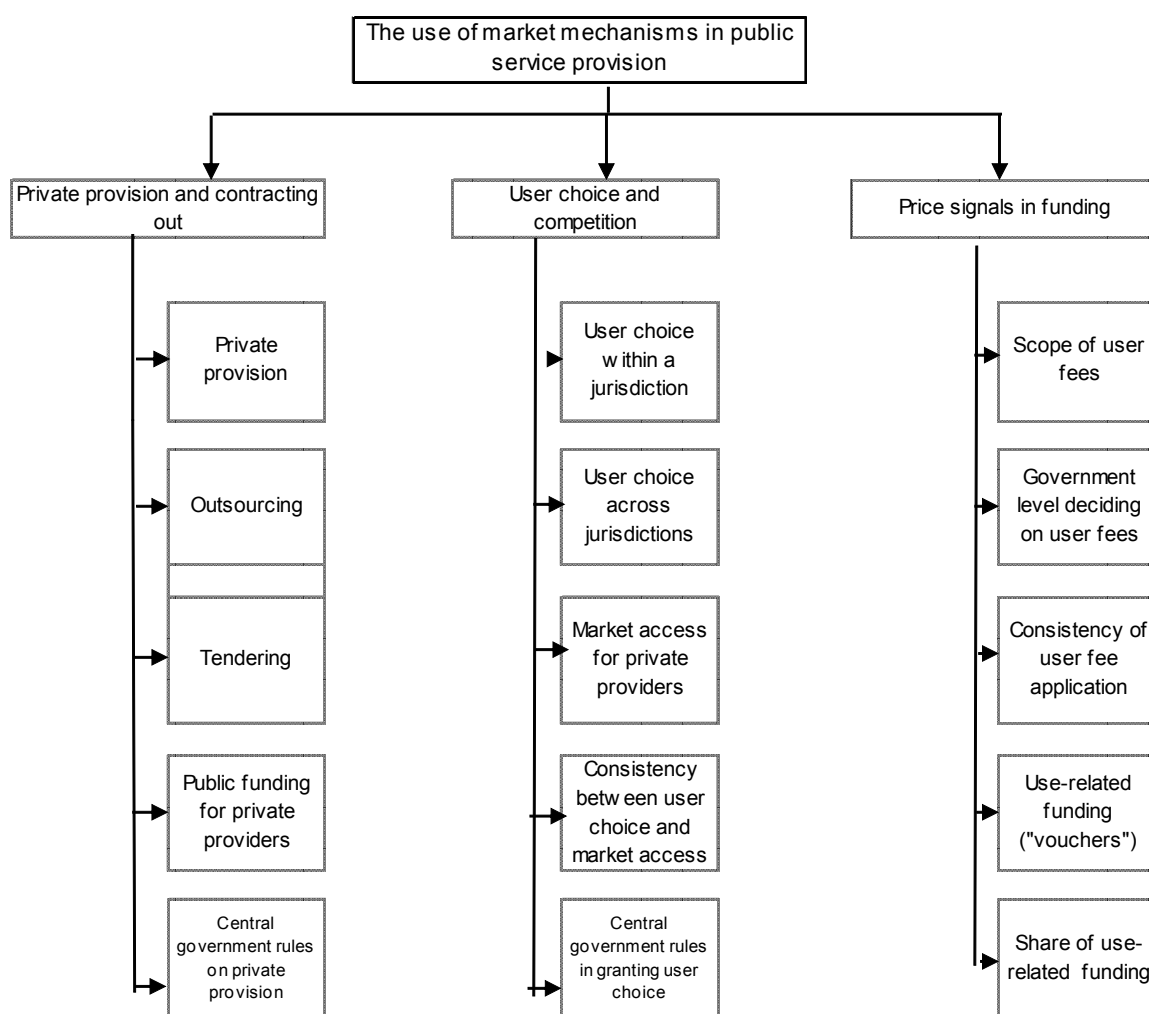 The use of market mechanisms in public
service provision
Private provision and contracting
out
User choice and
competition
Price signals in funding
Private
provision
User choice
within a
jurisdiction
Scope of user
fees
Outsourcing
User choice
across
jurisdictions
Government
level deciding
on user fees
Tendering
Market access
for private
providers
Consistency of
user fee
application
Public funding
for private
providers
Consistency
between user
choice and
market access
Use-related
funding
("vouchers")
Central
government rules
on private
provision
Central
government rules
in granting user
choice
Share of use-
related funding